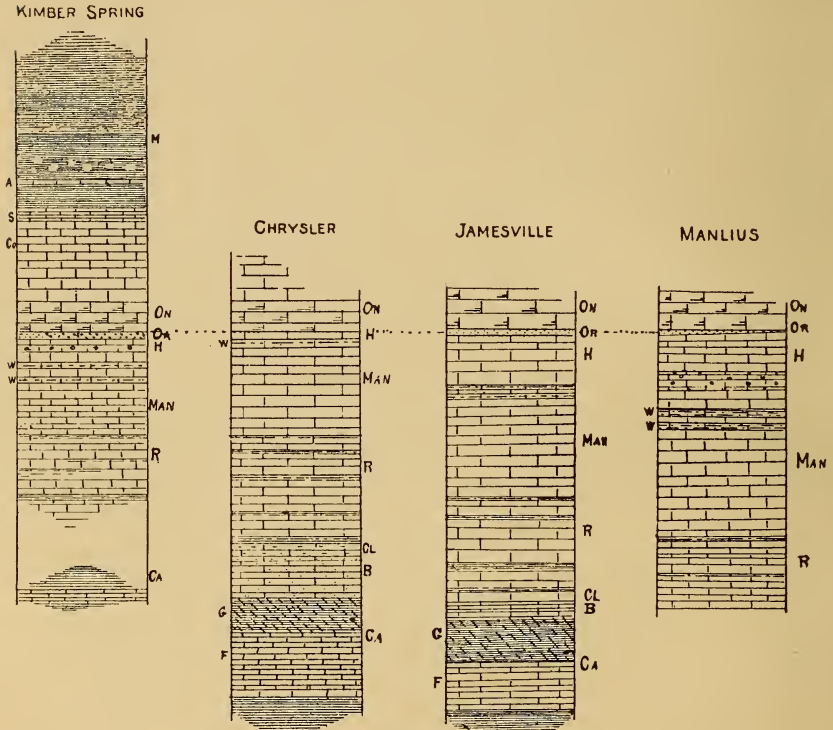 KIMBER SPRING
M
A
S
Co
ON
OR
H
W
W
MAN
R
CA
CHRYSLER
ON
H
W
MAN
R
CL
B
G
CA
F
JAMESVILLE
ON
OR
H
MAN
R
CL
B
G
CA
F
MANLIUS
ON
OR
H
W
W
MAN
R